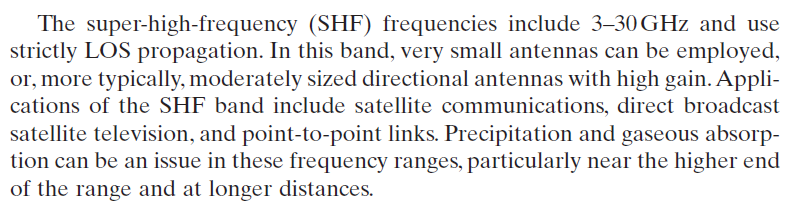 The super-high-frequency (SHF) frequencies include 3–30 GHz and use
strictly LOS propagation. In this band, very small antennas can be employed,
or, more typically, moderately sized directional antennas with high gain. Appli-
cations of the SHF band include satellite communications, direct broadcast
satellite television, and point-to-point links. Precipitation and gaseous absorp-
tion can be an issue in these frequency ranges, particularly near the higher end
of the range and at longer distances.